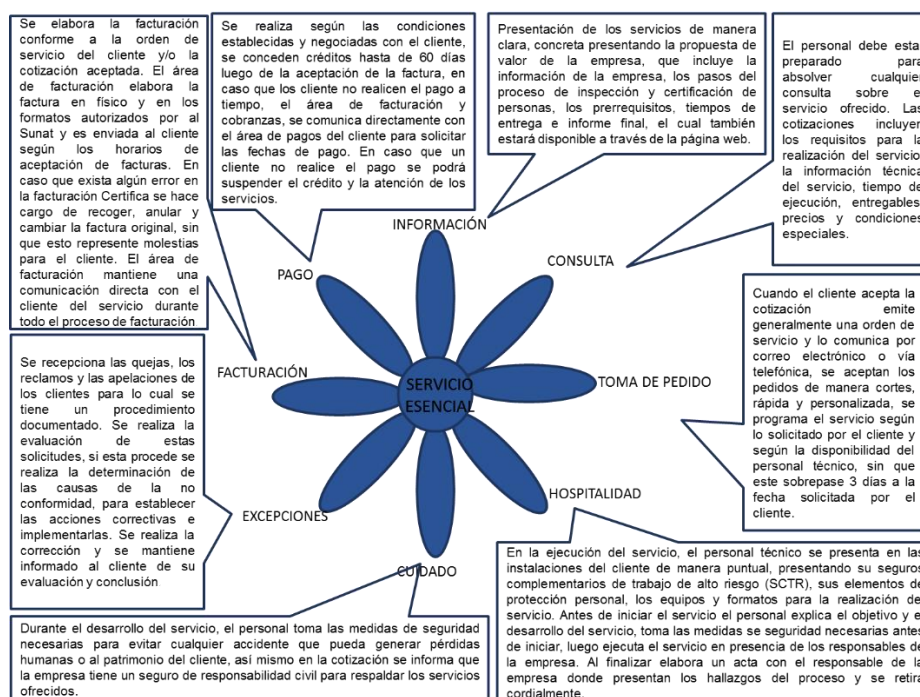 Se elabora la facturación
conforme a la orden de
servicio del cliente y/o la
cotización aceptada. El área
de facturación elabora la
factura en físico y en los
formatos autorizados por al
Sunat y es enviada al cliente
según los horarios de
aceptación de facturas. En
caso que exista algún error en
la facturación Certifica se hace
cargo de recoger, anular y
cambiar la factura original, sin
que esto represente molestias
para el cliente. El área de
facturación mantiene una
comunicación directa con el
cliente del servicio durante
todo el proceso de facturación
Se realiza según las condiciones
establecidas y negociadas con el cliente,
se conceden créditos hasta de 60 días
luego de la aceptación de la factura, en
caso que los cliente no realicen el pago a
tiempo, el área de facturación y
cobranzas, se comunica directamente con
el área de pagos del cliente para solicitar
las fechas de pago. En caso que un
cliente no realice el pago se podrá
suspender el crédito y la atención de los
servicios.
Presentación de los servicios de manera
clara, concreta presentando la propuesta de
valor de la empresa, que incluye la
información de la empresa, los pasos del
proceso de inspección y certificación de
personas, los prerrequisitos, tiempos de
entrega e informe final, el cual también
estará disponible a través de la página web.
El personal debe esta
preparado para
absolver cualquier
consulta sobre e
servicio ofrecido. Las
cotizaciones incluyen
los requisitos para la
realización del servicio
la información técnica
del servicio, tiempo de
ejecución, entregables
precios y condiciones
especiales.
INFORMACIÓN
CONSULTA
PAGO
Cuando el cliente acepta la
cotización emite
generalmente una orden de
servicio y lo comunica por
correo electrónico o vía
telefónica, se aceptan los
pedidos de manera cortes,
rápida y personalizada, se
programa el servicio según
lo solicitado por el cliente y
según la disponibilidad del
personal técnico, sin que
este sobrepase 3 días a la
fecha solicitada por el
cliente.
FACTURACIÓN
SERVICIO
ESENCIAL
TOMA DE PEDIDO
Se recepciona las quejas, los
reclamos y las apelaciones de
los clientes para lo cual se
tiene un procedimiento
documentado. Se realiza la
evaluación de estas
solicitudes, si esta procede se
realiza la determinación de
las causas de la no
conformidad, para establecer
las acciones correctivas e
implementarlas. Se realiza la
corrección y se mantiene
informado al cliente de su
evaluación y conclusión
EXCEPCIONES
HOSPITALIDAD
CUIDADO
En la ejecución del servicio, el personal técnico se presenta en las
instalaciones del cliente de manera puntual, presentando su seguros
complementarios de trabajo de alto riesgo (SCTR), sus elementos de
protección personal, los equipos y formatos para la realización de
servicio. Antes de iniciar el servicio el personal explica el objetivo y e
desarrollo del servicio, toma las medidas se seguridad necesarias antes
de iniciar, luego ejecuta el servicio en presencia de los responsables de
la empresa. Al finalizar elabora un acta con el responsable de la
empresa donde presentan los hallazgos del proceso y se retira
cordialmente.
Durante el desarrollo del servicio, el personal toma las medidas de seguridad
necesarias para evitar cualquier accidente que pueda generar pérdidas
humanas o al patrimonio del cliente, así mismo en la cotización se informa que
la empresa tiene un seguro de responsabilidad civil para respaldar los servicios
ofrecidos.